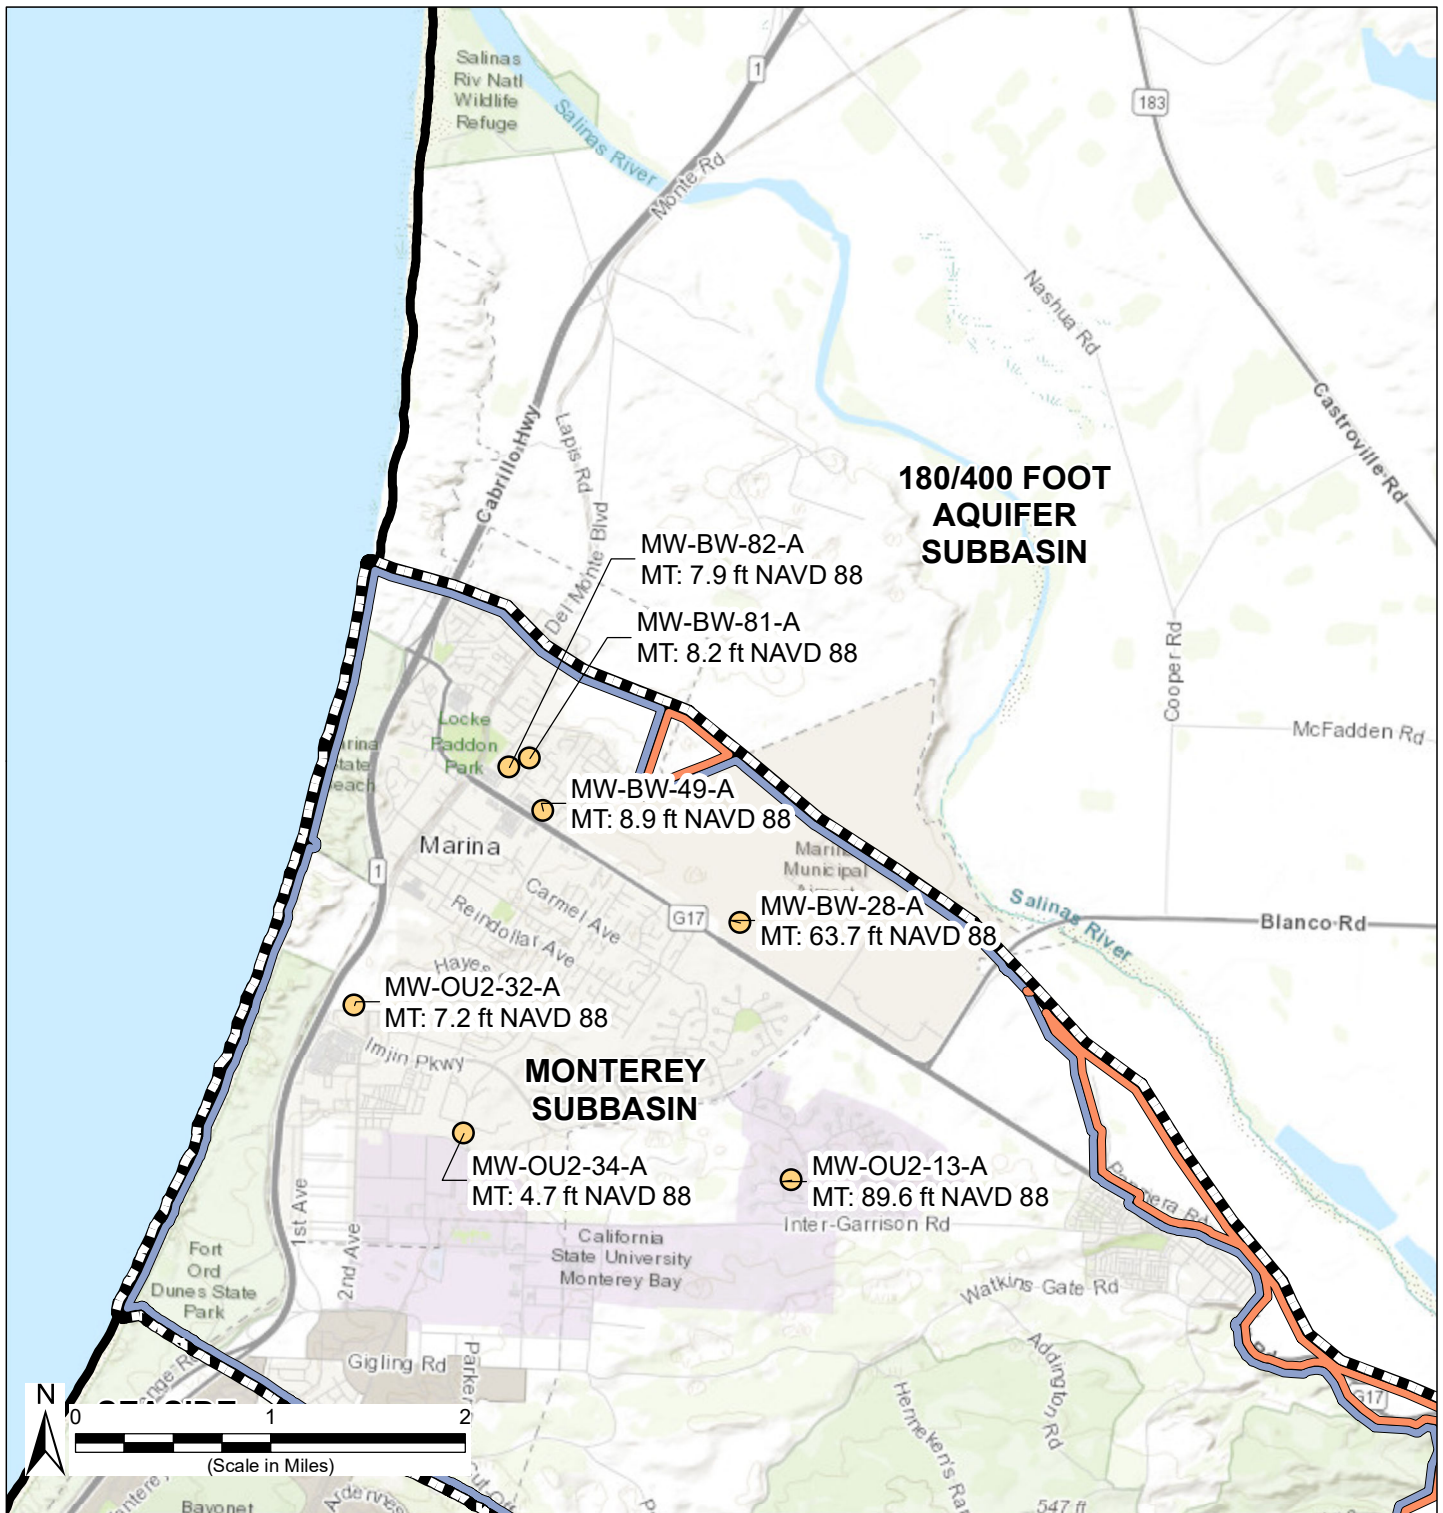 Salinas
Riv Natl
Wildlife
Refuge
Salinas River
1
183
Monte Rd
Nashua Rd
Castroville Rd
Cabrillo Hwy
Lapis Rd
180/400 FOOT
AQUIFER
SUBBASIN
Del Monte Blvd
MW-BW-82-A
MT: 7.9 ft NAVD 88
MW-BW-81-A
MT: 8.2 ft NAVD 88
Cooper Rd
McFadden Rd
Locke
Paddon
Park
MW-BW-49-A
MT: 8.9 ft NAVD 88
Marina
Municipal
1
Carmel Ave
Reindollar Ave
G17
MW-BW-28-A
MT: 63.7 ft NAVD 88
Salinas River
Blanco Rd
Hayes
MW-OU2-32-A
MT: 7.2 ft NAVD 88
Imjin Pkwy
MONTEREY
SUBBASIN
MW-OU2-34-A
MT: 4.7 ft NAVD 88
MW-OU2-13-A
MT: 89.6 ft NAVD 88
Inter-Garrison Rd
1st Ave
2nd Ave
California
State University
Monterey Bay
Fort
Ord
Dunes State
Park
Watkins Gate Rd
Addington Rd
Gigling Rd
Parker
G17
N
0 1 2
(Scale in Miles)
Bayonet
547 ft